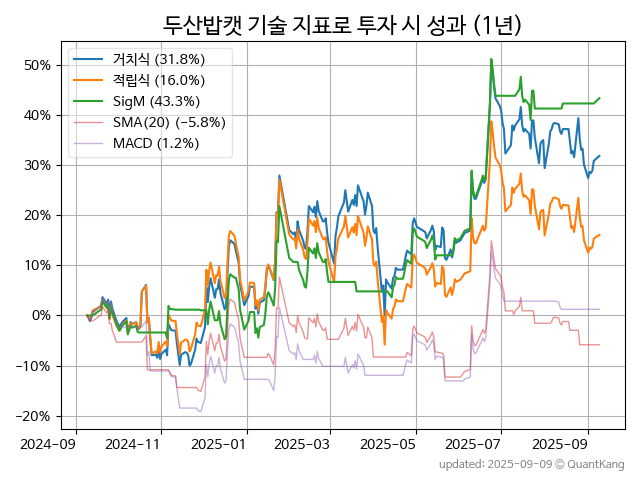 두산밥캣 기술 지표로 투자 시 성과 (1년)
거치식 (31.8%)
적립식 (16.0%)
SigM (43.3%)
SMA(20) (−5.8%)
MACD (1.2%)
50%
40%
30%
20%
10%
0%
−10%
−20%
2024-09 2024-11 2025-01 2025-03 2025-05 2025-07 2025-09
updated: 2025-09-09 ⓒ QuantKang